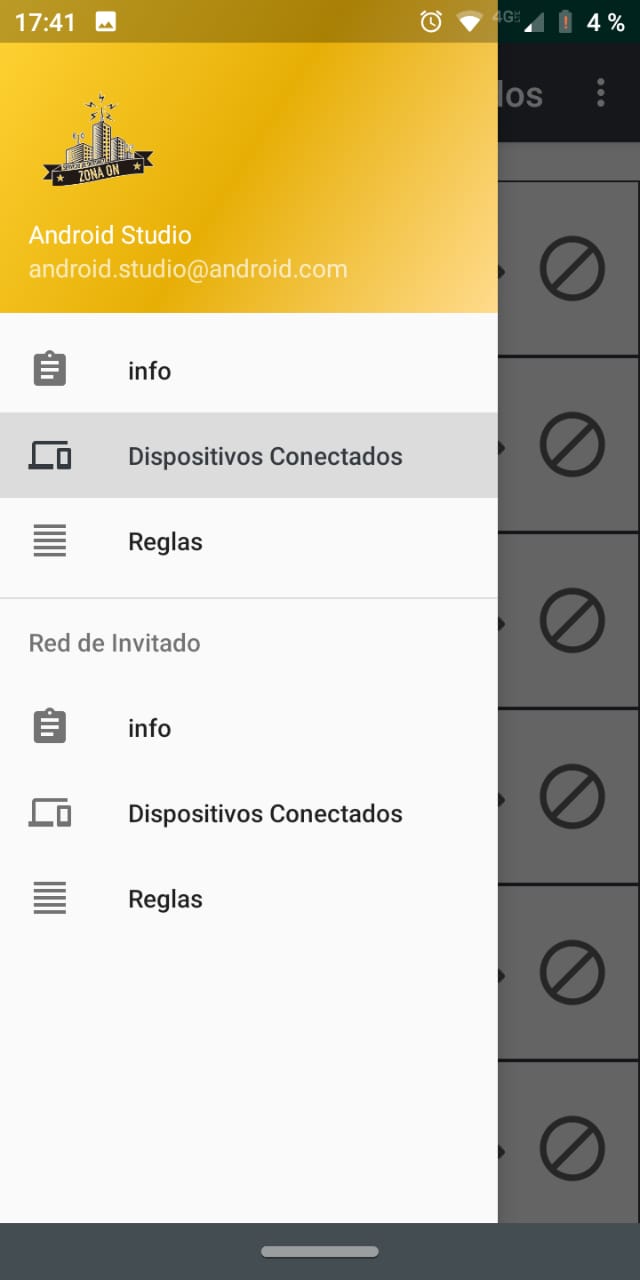 17:41
4G
4 %
los
ZONA ON
Android Studio
android.studio@android.com
info
Dispositivos Conectados
Reglas
Red de Invitado
info
Dispositivos Conectados
Reglas